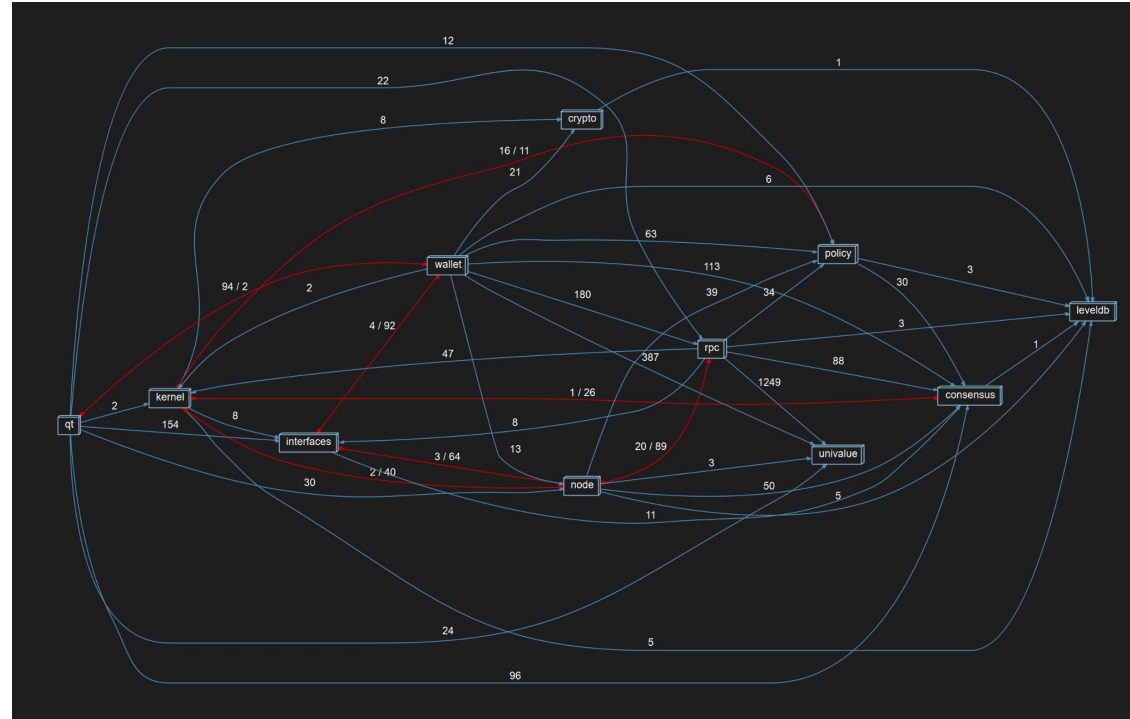 12
22
1
8
crypto
16 / 11
21
6
63
policy
wallet
113
3
94 / 2
2
30
39
34
180
leveldb
4 / 92
3
rpc
1
47
387
88
1249
kernel
1 / 26
consensus
2
8
qt
154
8
interfaces
20 / 89
13
univalue
3 / 64
3
2 / 40
30
node
50
5
11
24
5
96